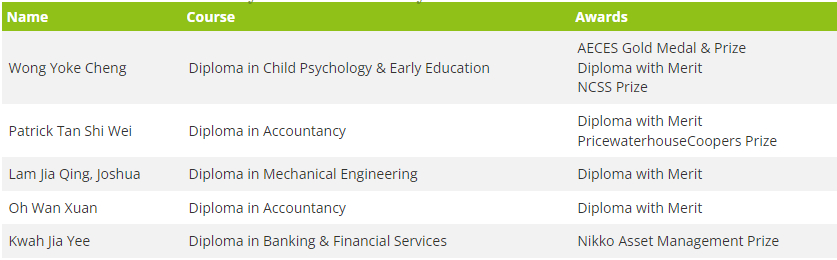 Name Course Awards
AECES Gold Medal & Prize
Wong Yoke Cheng Diploma in Child Psychology & Early Education Diploma with Merit
NCSS Prize
Diploma with Merit
Patrick Tan Shi Wei Diploma in Accountancy
PricewaterhouseCoopers Prize
Lam Jia Qing, Joshua Diploma in Mechanical Engineering Diploma with Merit
Oh Wan Xuan Diploma in Accountancy Diploma with Merit
Kwah Jia Yee Diploma in Banking & Financial Services Nikko Asset Management Prize